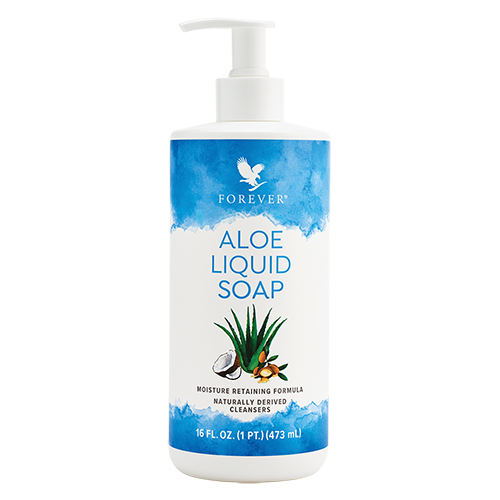 FOREVER®
ALOE
LIQUID
SOAP
MOISTURE RETAINING FORMULA
NATURALLY DERIVED
CLEANSERS
16 FL. OZ. (1 PT.) (473 mL)